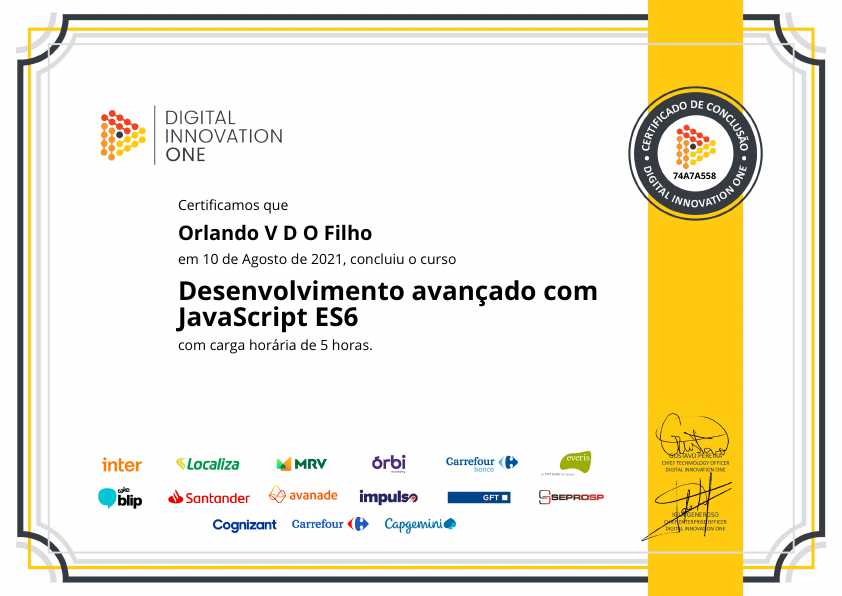 DIGITAL
INNOVATION
ONE
CERTIFICADO DE CONCLUSÃO
74A7A558
DIGITAL INNOVATION ONE
Certificamos que
Orlando V D O Filho
em 10 de Agosto de 2021, concluiu o curso
Desenvolvimento avançado com
JavaScript ES6
com carga horária de 5 horas.
GUSTAVO PEREIRA
CHIEF TECHNOLOGY OFFICER
DIGITAL INNOVATION ONE
inter
Localiza
MRV
órbi
Carrefour
banco
everis
take
blip
Santander
avanade
impulso
GFT
SEPROSP
GENEROSO
CHIEF ENTERPRISE OFFICER
DIGITAL INNOVATION ONE
Cognizant
Carrefour
Capgemini